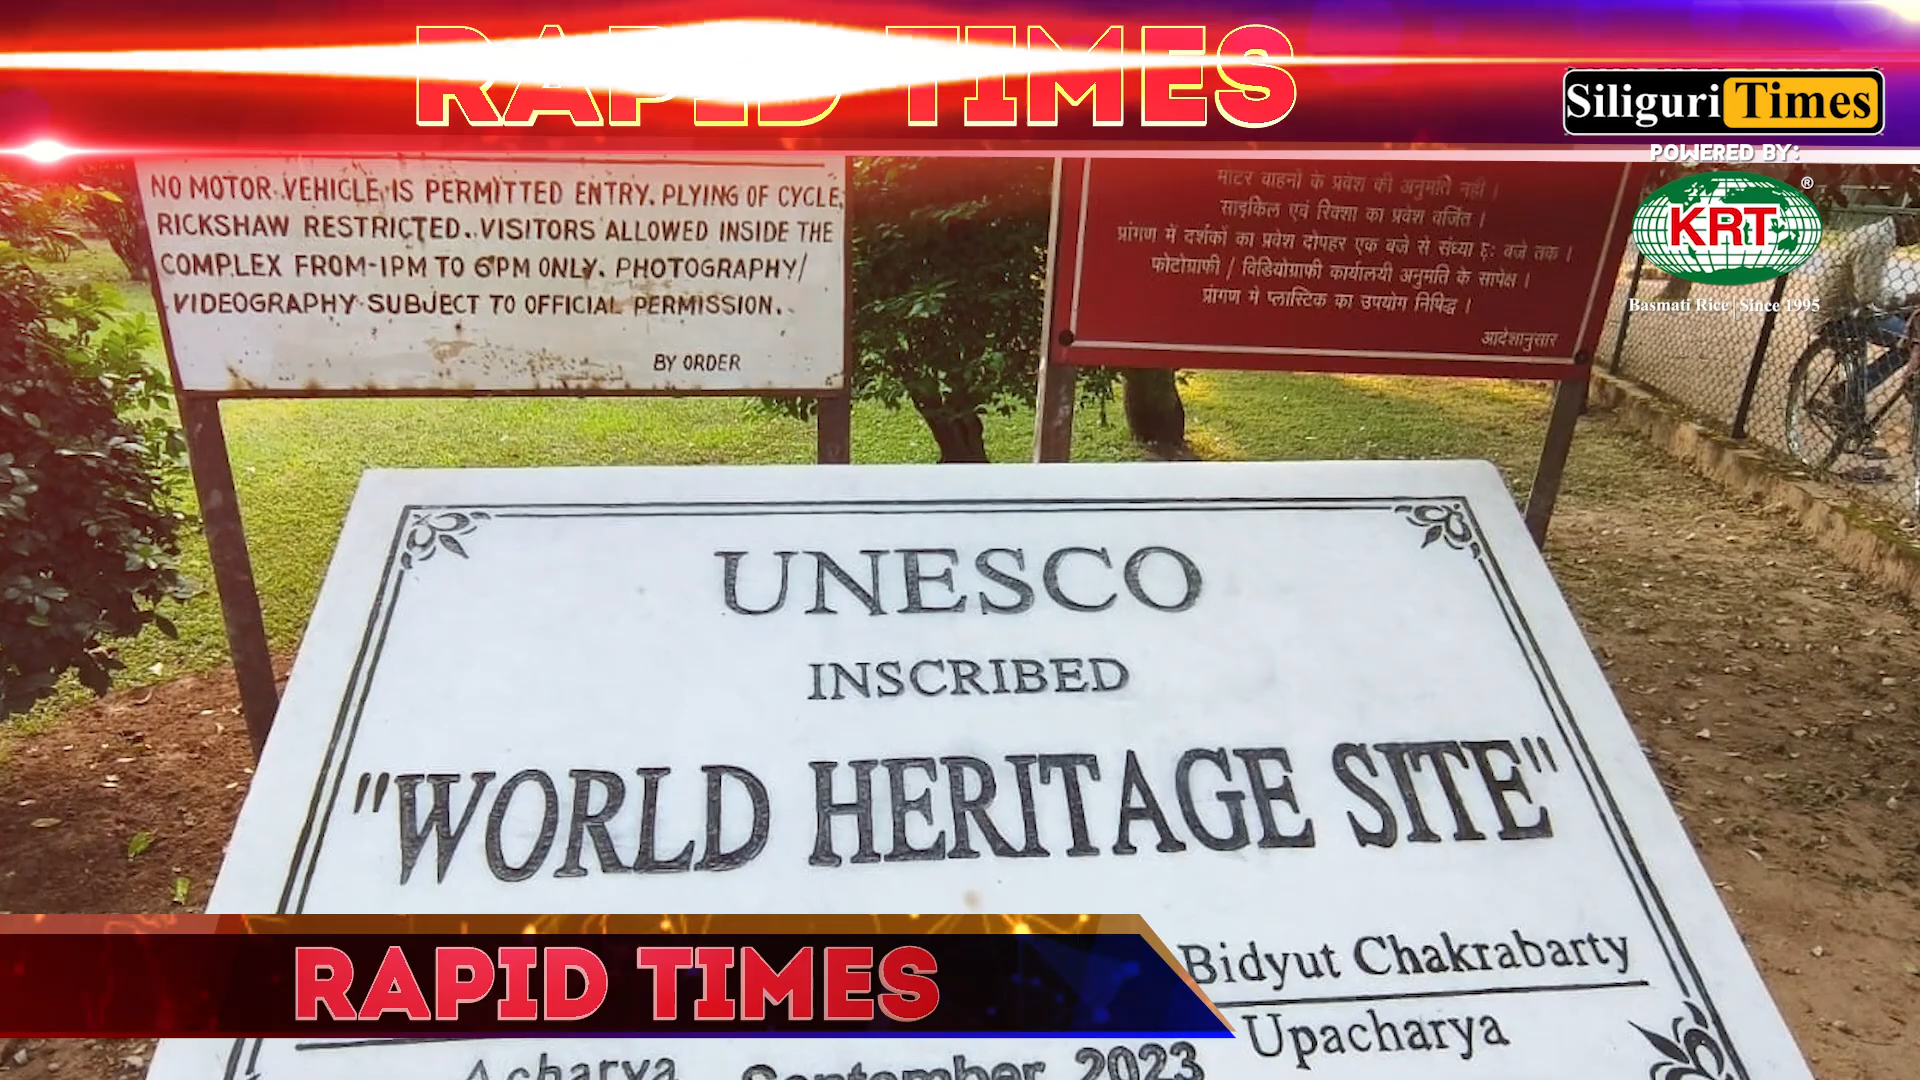 RAPID TIMES
Siliguri Times
POWERED BY:
KRT
®
Basmati Rice | Since 1995
NO MOTOR VEHICLE IS PERMITTED ENTRY. PLYING OF CYCLE,
RICKSHAW RESTRICTED. VISITORS ALLOWED INSIDE THE
COMPLEX FROM-1PM TO 6PM ONLY. PHOTOGRAPHY/
VIDEOGRAPHY SUBJECT TO OFFICIAL PERMISSION.
BY ORDER
मोटर वाहनों के प्रवेश की अनुमति नहीं ।
साइकिल एवं रिक्शा का प्रवेश वर्जित ।
प्रांगण में दर्शकों का प्रवेश दोपहर एक बजे से संध्या ६: बजे तक ।
फोटोग्राफी / विडियोग्राफी कार्यालयी अनुमति के सापेक्ष ।
प्रांगण मे प्लास्टिक का उपयोग निषिद्ध ।
आदेशानुसार
UNESCO
INSCRIBED
"WORLD HERITAGE SITE"
Bidyut Chakrabarty
Upacharya
RAPID TIMES
Acharya
September 2023